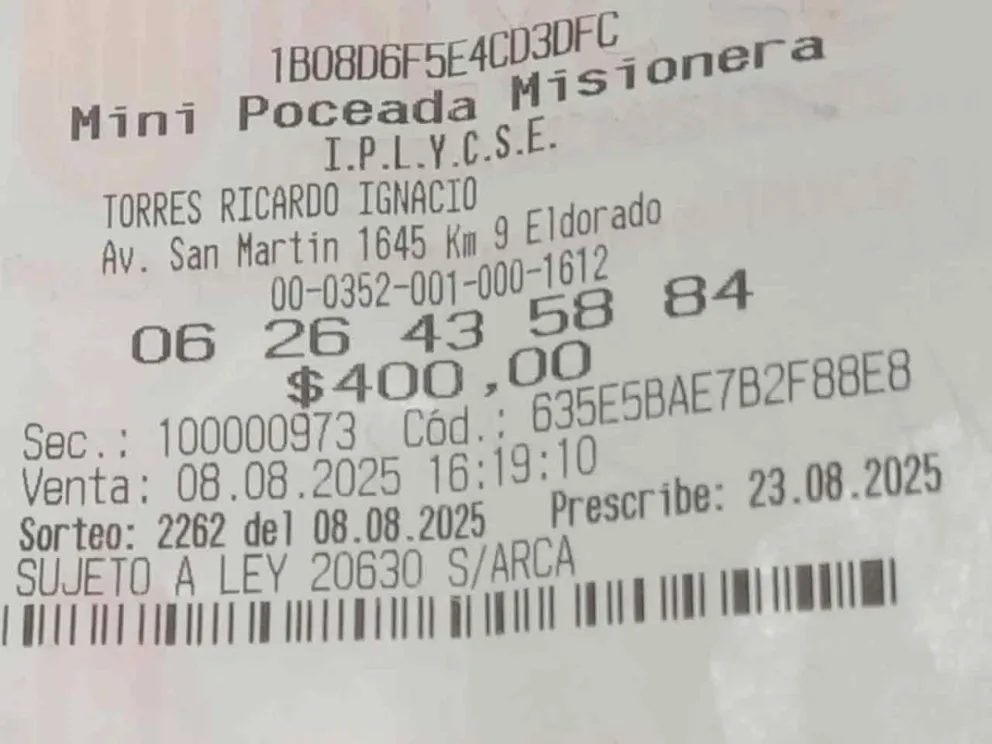 1B08D6F5E4CD3DFC
Mini Poceada Misionera
I.P.L.Y.C.S.E.
TORRES RICARDO IGNACIO
Av. San Martin 1645 Km 9 Eldorado
00-0352-001-000-1612
06 26 43 58 84
$400,00
Sec.: 100000973 Cód.: 635E5BAE7B2F88E8
Venta: 08.08.2025 16:19:10
Sorteo: 2262 del 08.08.2025 Prescribe: 23.08.2025
SUJETO A LEY 20630 S/ARCA